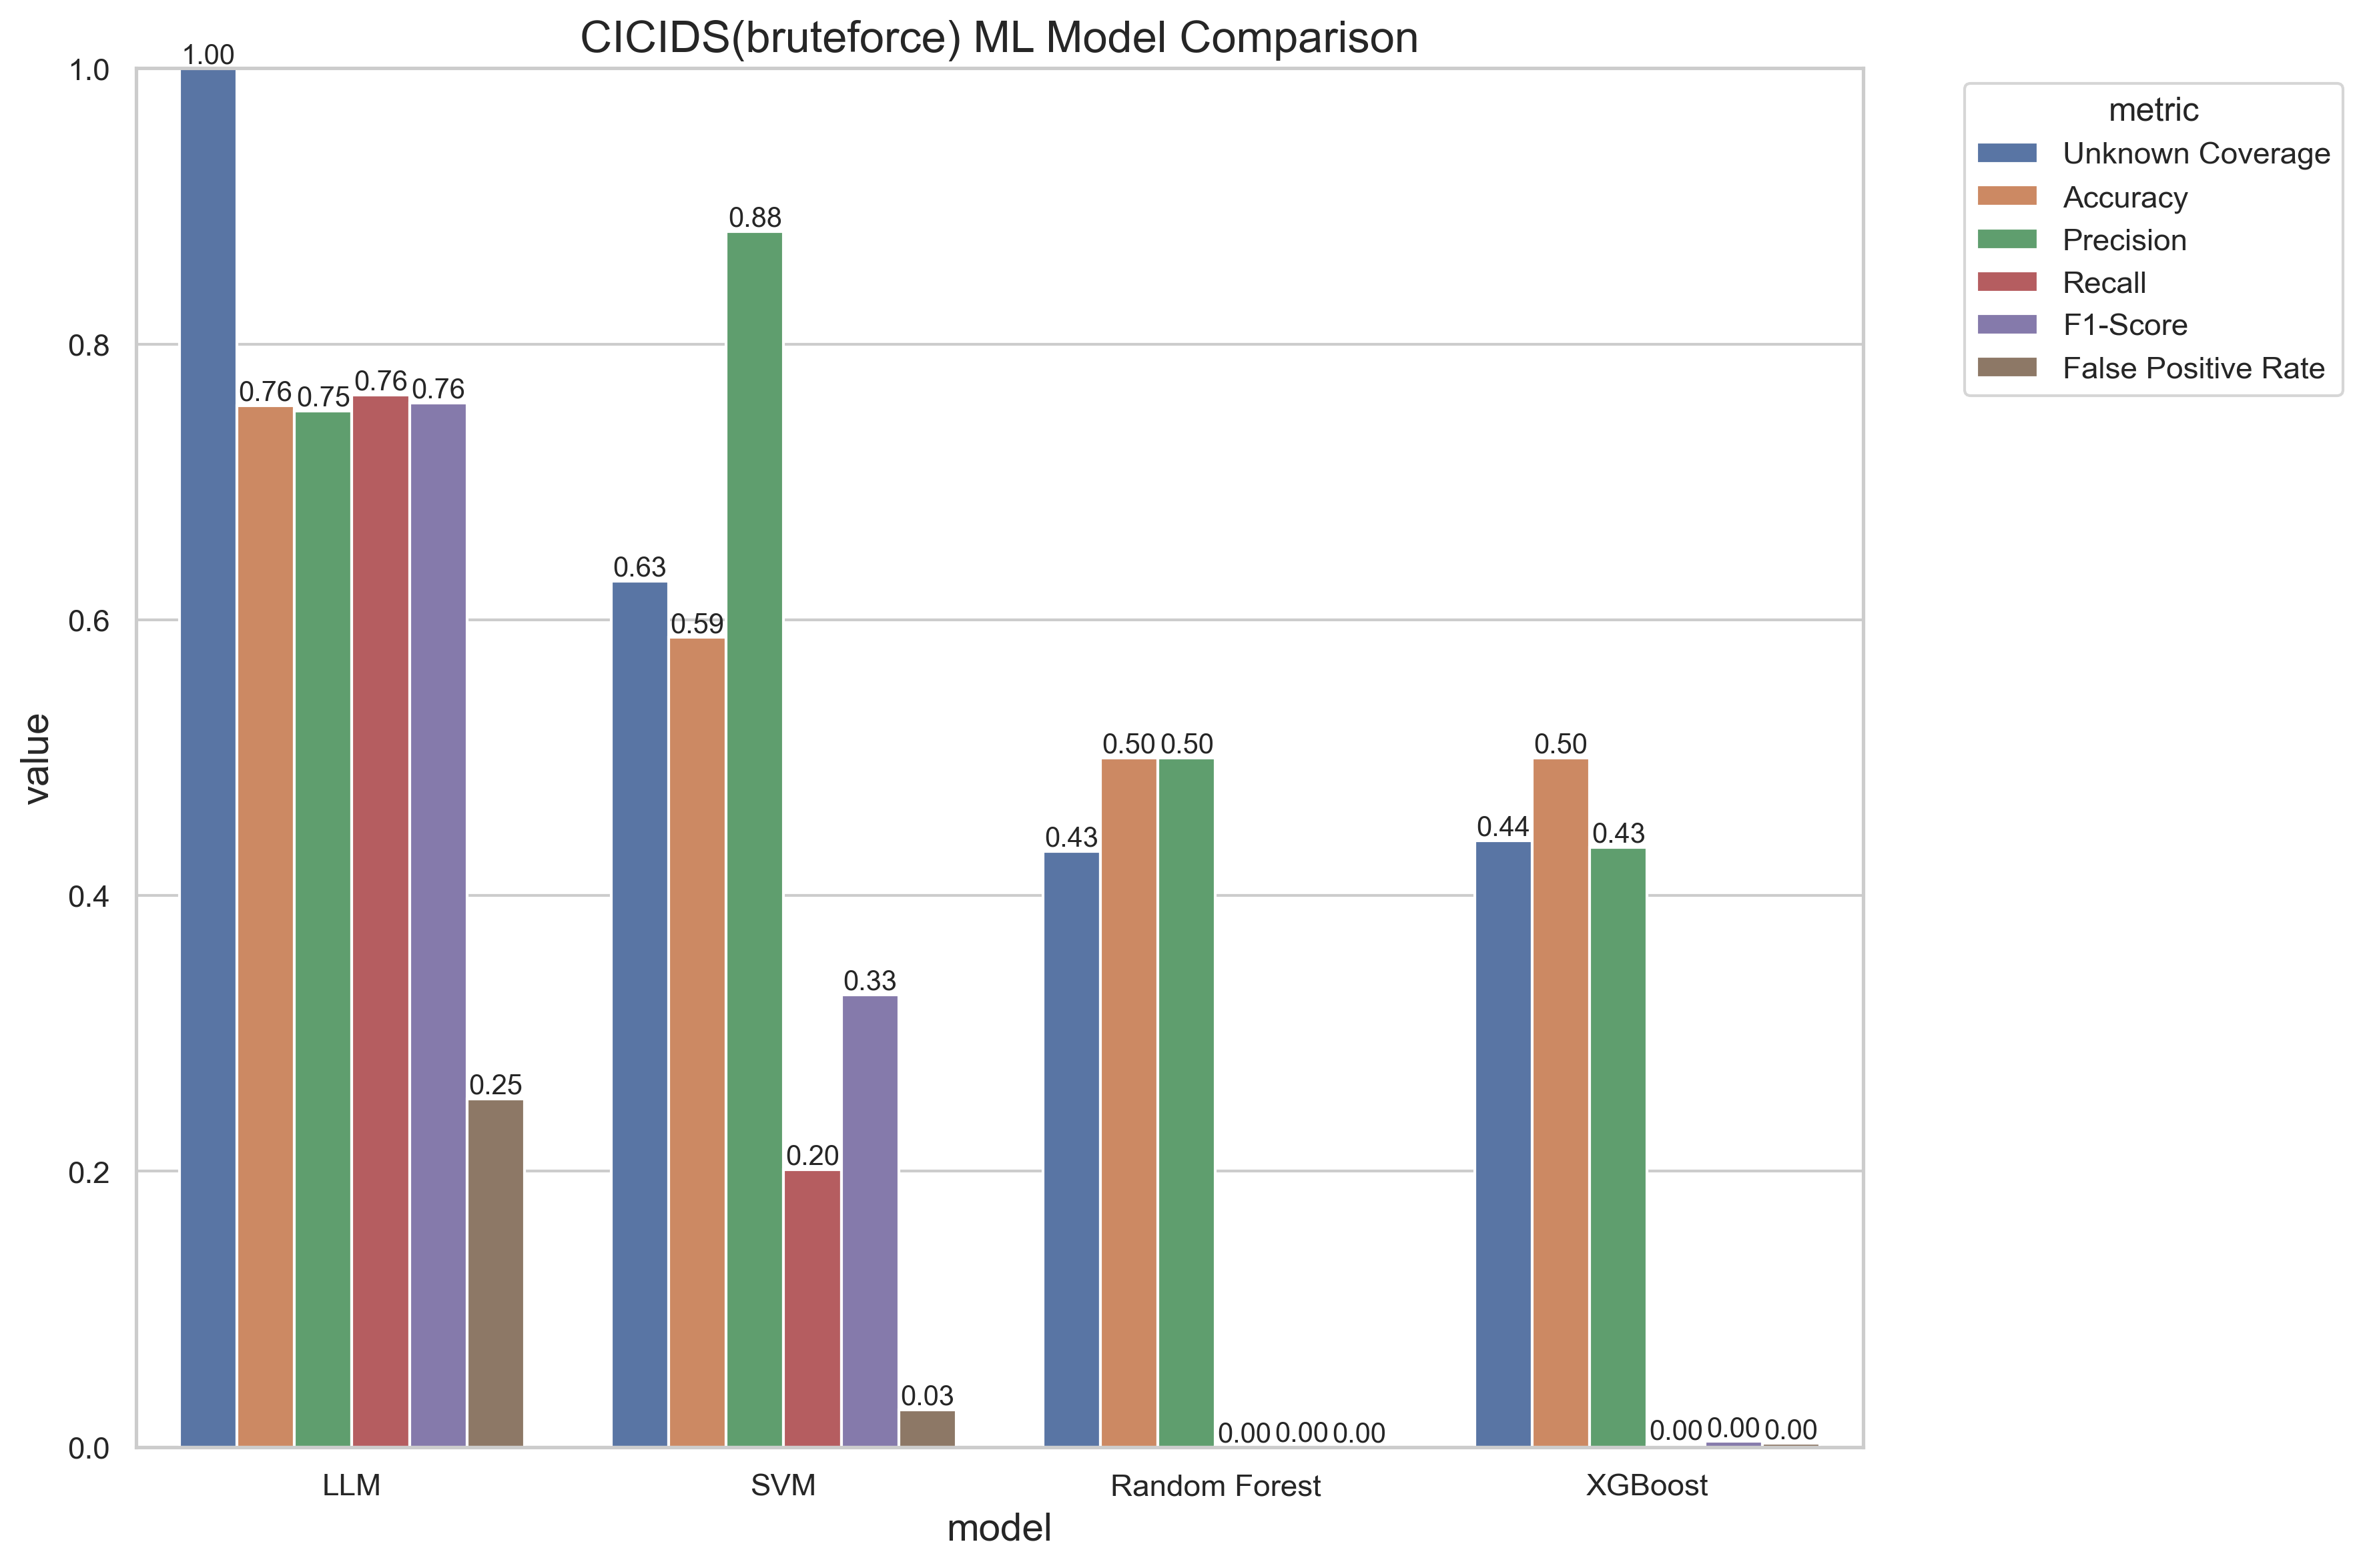 CICIDS(bruteforce) ML Model Comparison
metric
Unknown Coverage
Accuracy
Precision
Recall
F1-Score
False Positive Rate
value
1.0
0.8
0.6
0.4
0.2
0.0
1.00
0.76
0.75
0.76
0.76
0.25
0.63
0.59
0.88
0.20
0.33
0.03
0.43
0.50
0.50
0.00
0.00
0.00
0.44
0.50
0.43
0.00
0.00
0.00
LLM
SVM
Random Forest
XGBoost
model